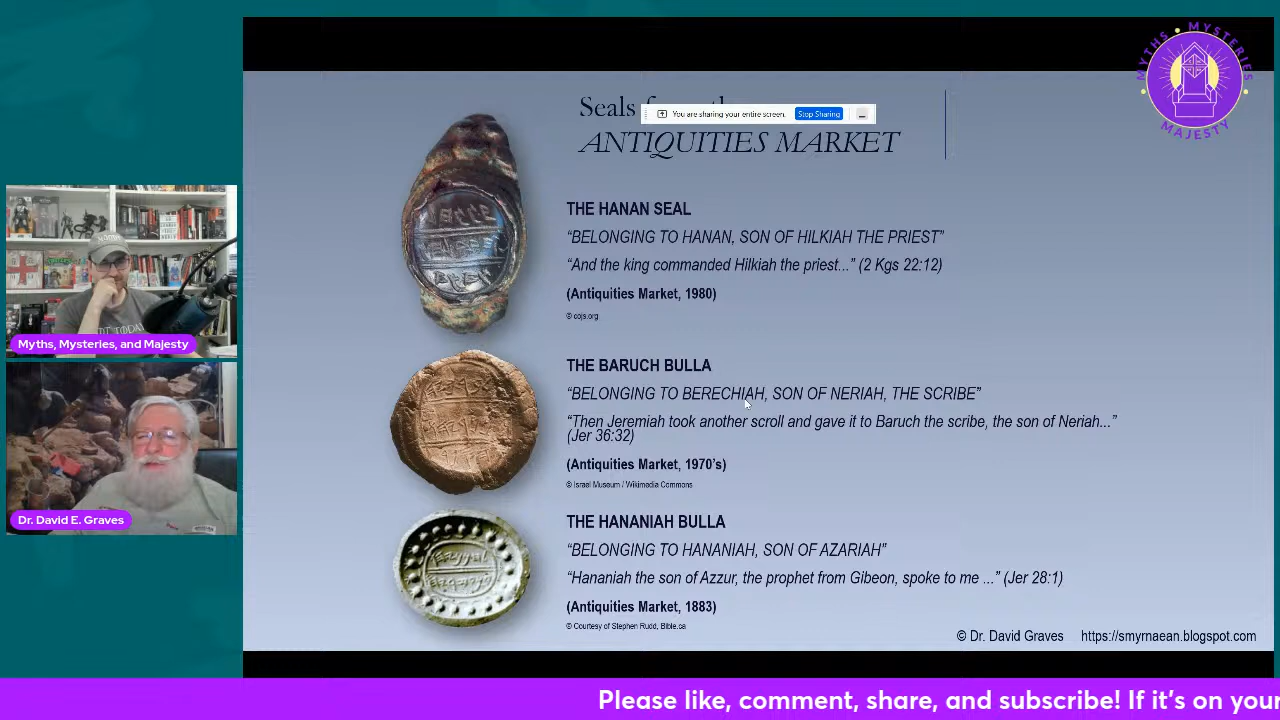 MYTHS · MYSTERIES
MAJESTY
You are sharing your entire screen.
Stop Sharing
Seals
ANTIQUITIES MARKET
THE HANAN SEAL
“BELONGING TO HANAN, SON OF HILKIAH THE PRIEST”
“And the king commanded Hilkiah the priest...” (2 Kgs 22:12)
(Antiquities Market, 1980)
© cojs.org
THE BARUCH BULLA
“BELONGING TO BERECHIAH, SON OF NERIAH, THE SCRIBE”
“Then Jeremiah took another scroll and gave it to Baruch the scribe, the son of Neriah...”
(Jer 36:32)
(Antiquities Market, 1970’s)
© Israel Museum / Wikimedia Commons
THE HANANIAH BULLA
“BELONGING TO HANANIAH, SON OF AZARIAH”
“Hananiah the son of Azzur, the prophet from Gibeon, spoke to me ...” (Jer 28:1)
(Antiquities Market, 1883)
© Courtesy of Stephen Rudd, Bible.ca
© Dr. David Graves https://smyrnaean.blogspot.com
Myths, Mysteries, and Majesty
Dr. David E. Graves
Please like, comment, share, and subscribe! If it’s on your